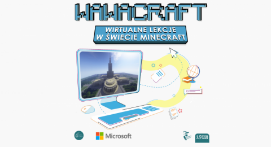 WAWACRAFT
WIRTUALNE LEKCJE
W ŚWIECIE MINECRAFT
Microsoft